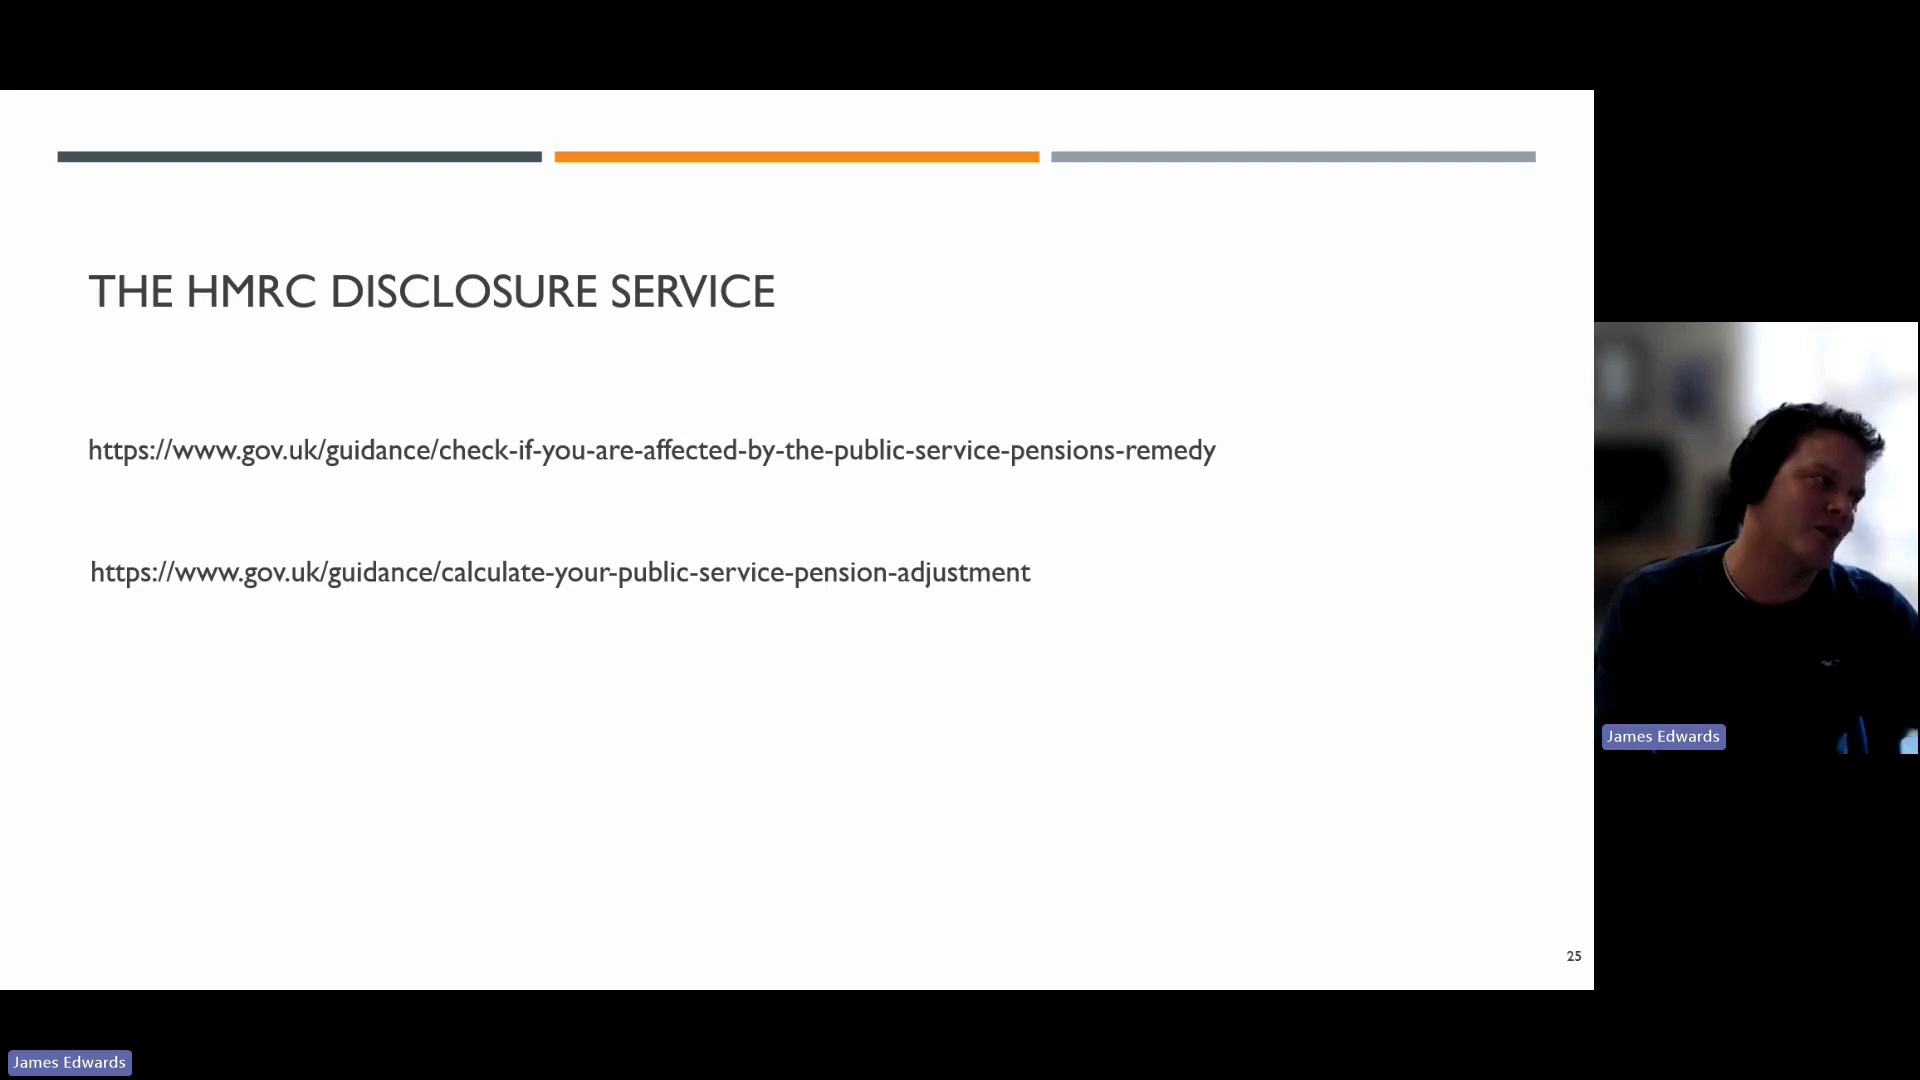 THE HMRC DISCLOSURE SERVICE
https://www.gov.uk/guidance/check-if-you-are-affected-by-the-public-service-pensions-remedy
https://www.gov.uk/guidance/calculate-your-public-service-pension-adjustment
James Edwards
25
James Edwards